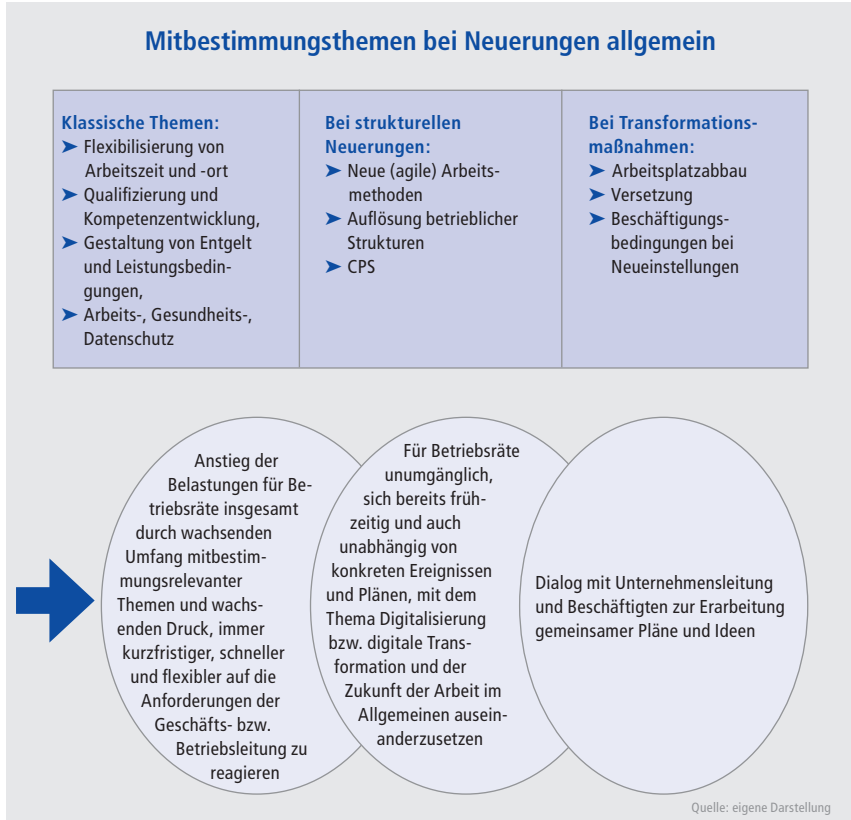 Mitbestimmungsthemen bei Neuerungen allgemein
Klassische Themen:
➤ Flexibilisierung von
Arbeitszeit und -ort
➤ Qualifizierung und
Kompetenzentwicklung,
➤ Gestaltung von Entgelt
und Leistungsbedin-
gungen,
➤ Arbeits-, Gesundheits-,
Datenschutz
Bei strukturellen
Neuerungen:
➤ Neue (agile) Arbeits-
methoden
➤ Auflösung betrieblicher
Strukturen
➤ CPS
Bei Transformations-
maßnahmen:
➤ Arbeitsplatzabbau
➤ Versetzung
➤ Beschäftigungs-
bedingungen bei
Neueinstellungen
Anstieg der
Belastungen für Be-
triebsräte insgesamt
durch wachsenden
Umfang mitbestim-
mungsrelevanter
Themen und wachs-
enden Druck, immer
kurzfristiger, schneller
und flexibler auf die
Anforderungen der
Geschäfts- bzw.
Betriebsleitung zu
reagieren
Für Betriebsräte
unumgänglich,
sich bereits früh-
zeitig und auch
unabhängig von
konkreten Ereignissen
und Plänen, mit dem
Thema Digitalisierung
bzw. digitale Trans-
formation und der
Zukunft der Arbeit im
Allgemeinen ausein-
anderzusetzen
Dialog mit Unternehmensleitung
und Beschäftigten zur Erarbeitung
gemeinsamer Pläne und Ideen
Quelle: eigene Darstellung